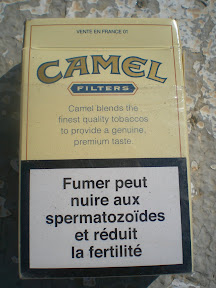 VENTE EN FRANCE 01
CAMEL
FILTERS
Camel blends the
finest quality tobaccos
to provide a genuine,
premium taste.
Fumer peut
nuire aux
spermatozoïdes
et réduit
la fertilité